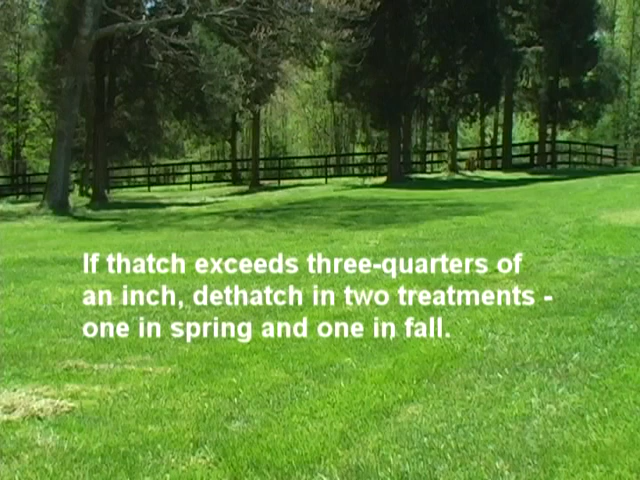 If thatch exceeds three-quarters of
an inch, dethatch in two treatments -
one in spring and one in fall.